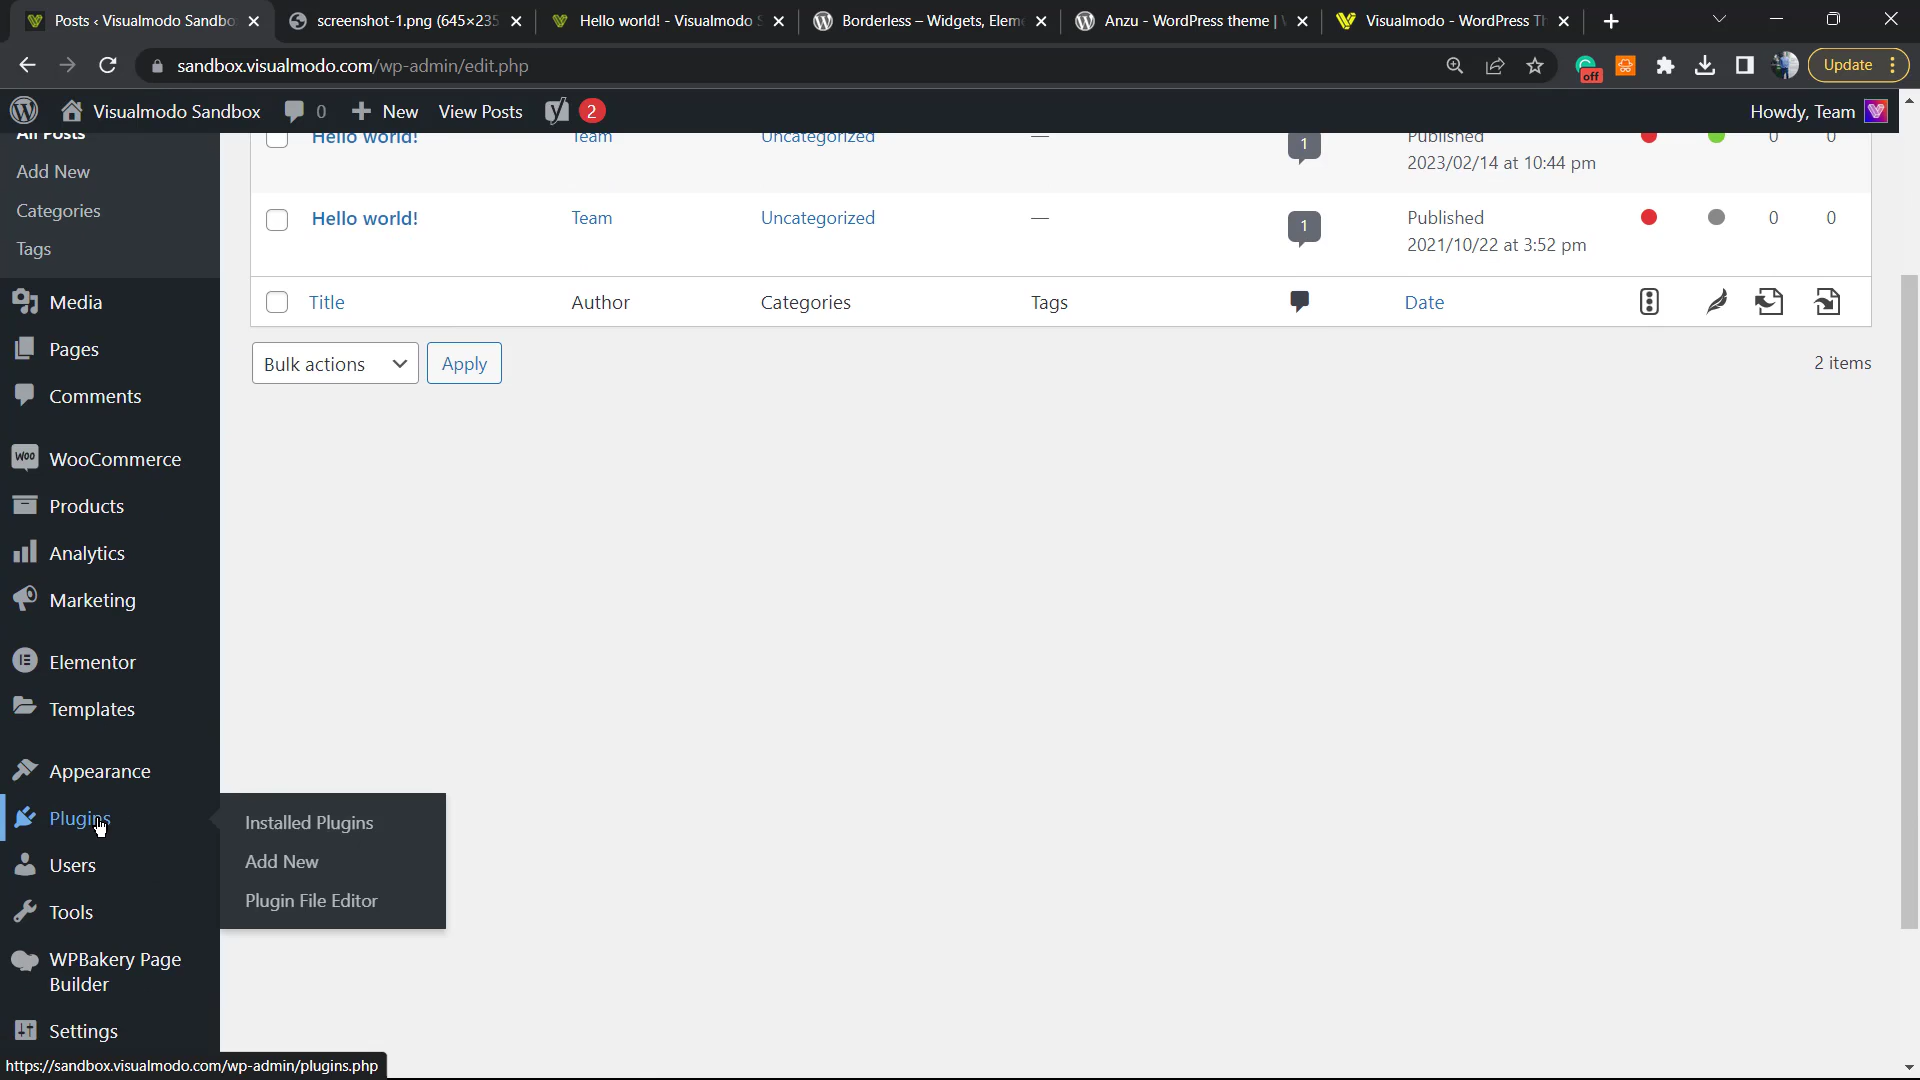 Posts ‹ Visualmodo Sandbo
screenshot-1.png (645×235
Hello world! - Visualmodo S
Borderless – Widgets, Elem
Anzu - WordPress theme |
Visualmodo - WordPress Th
sandbox.visualmodo.com/wp-admin/edit.php
off
Update
Visualmodo Sandbox
0
New
View Posts
2
Howdy, Team
All Posts
Add New
Categories
Tags
Media
Pages
Comments
Woo WooCommerce
Products
Analytics
Marketing
Elementor
Templates
Appearance
Plugins
Users
Tools
WPBakery Page
Builder
Settings
Installed Plugins
Add New
Plugin File Editor
Hello world!
Team
Uncategorized
—
1
Published
2023/02/14 at 10:44 pm
0
0
Hello world!
Team
Uncategorized
—
1
Published
2021/10/22 at 3:52 pm
0
0
Title
Author
Categories
Tags
Date
Bulk actions
Apply
2 items
https://sandbox.visualmodo.com/wp-admin/plugins.php